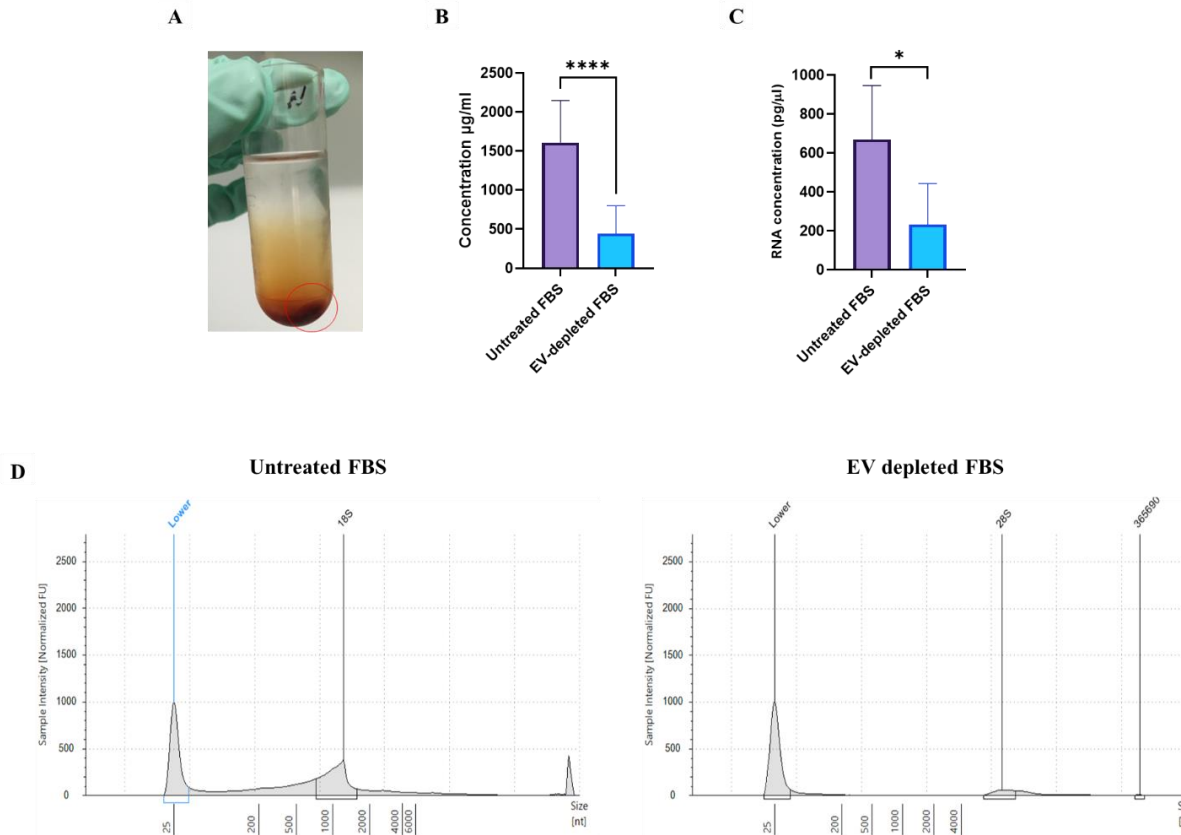 A
B
C
A1
Concentration µg/ml
2500
2000
1500
1000
500
0
****
Untreated FBS
EV-depleted FBS
RNA concentration (pg/µl)
1000
800
600
400
200
0
*
Untreated FBS
EV-depleted FBS
D
Untreated FBS
Lower
18S
Sample Intensity [Normalized FU]
2500
2000
1500
1000
500
0
Size
[nt]
25
200
500
1000
2000
4000
6000
EV depleted FBS
Lower
28S
365690
Sample Intensity [Normalized FU]
2500
2000
1500
1000
500
0
25
200
500
1000
2000
4000